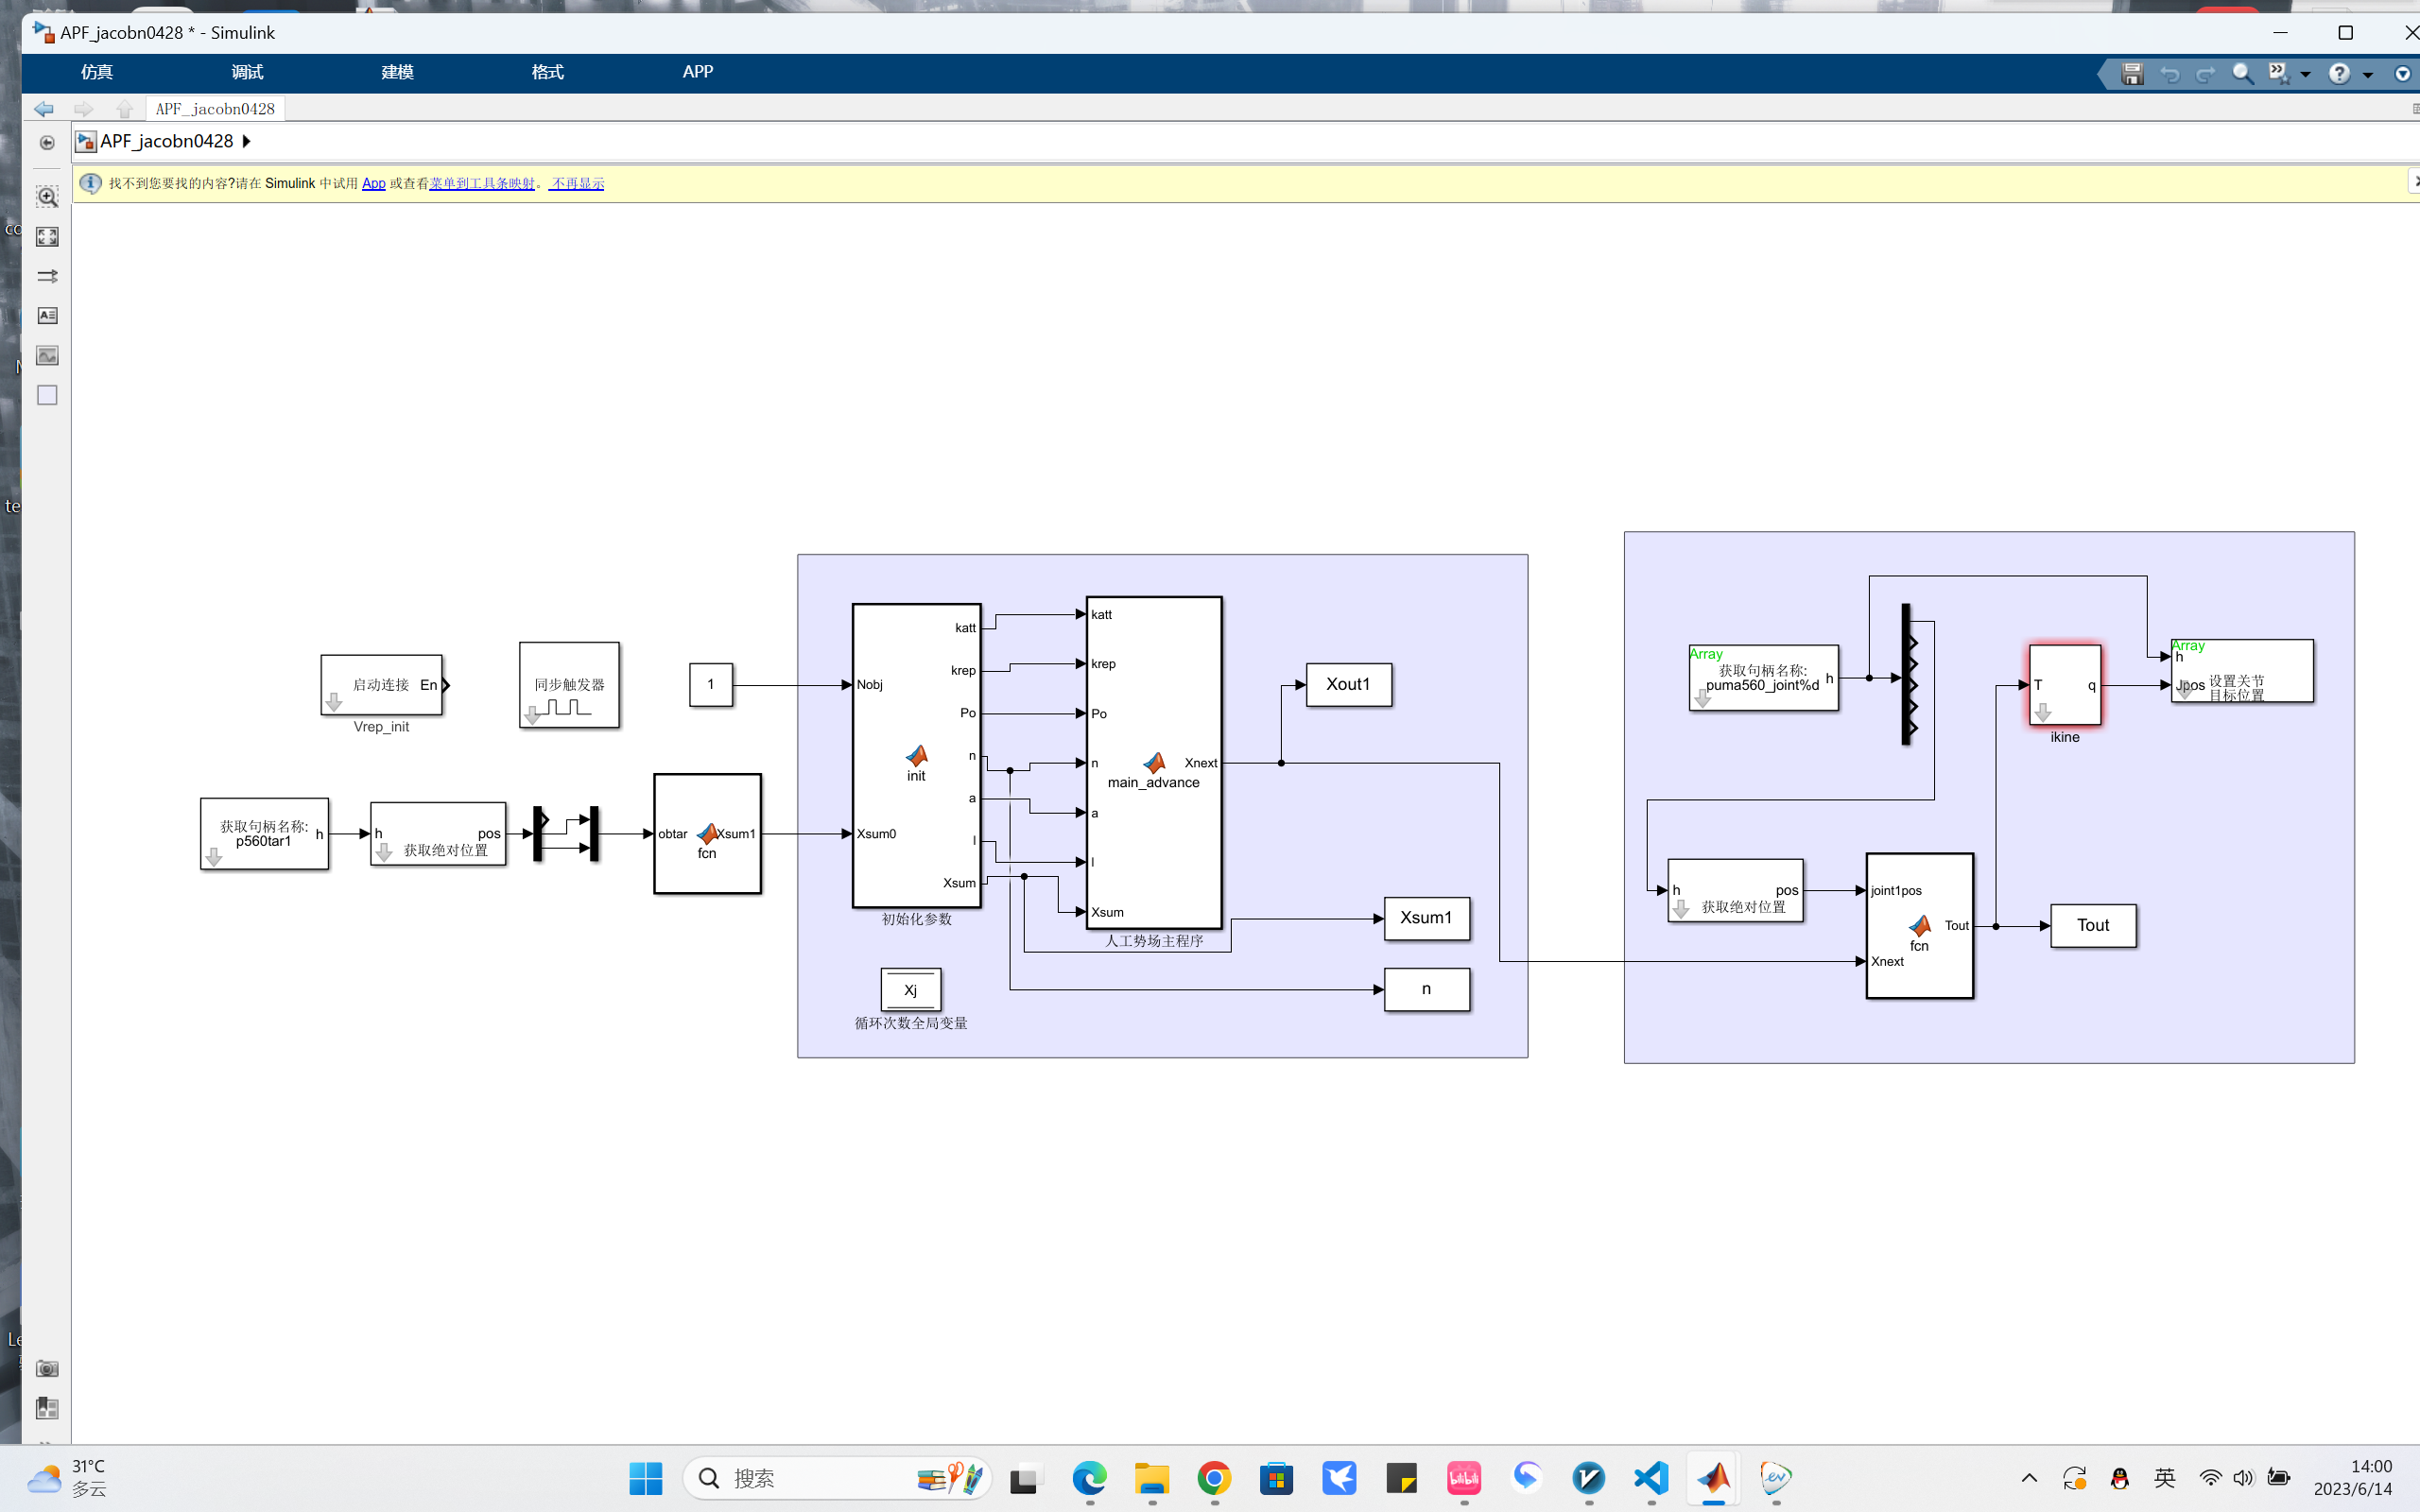 APF_jacobn0428 * - Simulink
仿真 调试 建模 格式 APP
APF_jacobn0428
APF_jacobn0428
找不到您要找的内容?请在 Simulink 中试用 App 或查看菜单到工具条映射。 不再显示
启动连接 En
Vrep_init
同步触发器
1
获取句柄名称:
p560tar1
h
h pos
获取绝对位置
obtar Xsum1
fcn
Nobj
Xsum0
katt
krep
Po
n
a
l
Xsum
init
初始化参数
katt
krep
Po
n
a
l
Xsum
Xnext
main_advance
人工势场主程序
Xj
循环次数全局变量
Xout1
Xsum1
n
Array
获取句柄名称:
puma560_joint%d
h
T q
ikine
Array
h
Jpos 设置关节
目标位置
h pos
获取绝对位置
joint1pos
Tout
fcn
Xnext
Tout
co
te
Le
31°C
多云
搜索
bilibili
ev
英
14:00
2023/6/14